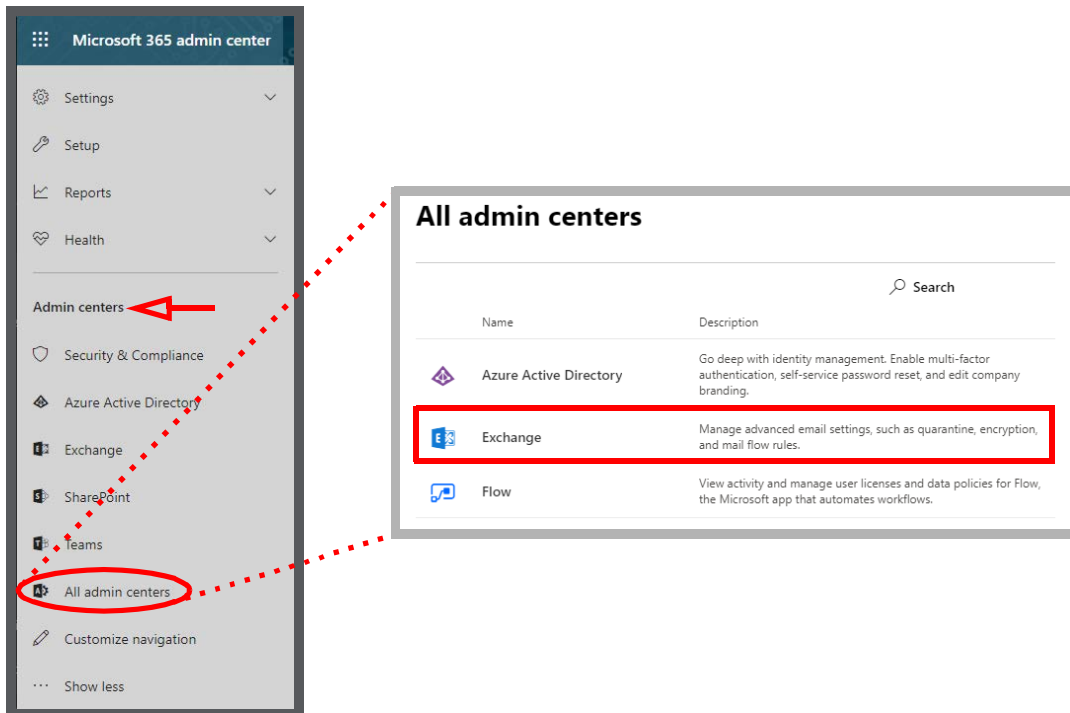 Microsoft 365 admin center
Settings
Setup
Reports
Health
Admin centers
Security & Compliance
Azure Active Directory
Exchange
SharePoint
Teams
All admin centers
Customize navigation
Show less
All admin centers
Search
Name Description
Azure Active Directory
Go deep with identity management. Enable multi-factor
authentication, self-service password reset, and edit company
branding.
Exchange
Manage advanced email settings, such as quarantine, encryption,
and mail flow rules.
Flow
View activity and manage user licenses and data policies for Flow,
the Microsoft app that automates workflows.